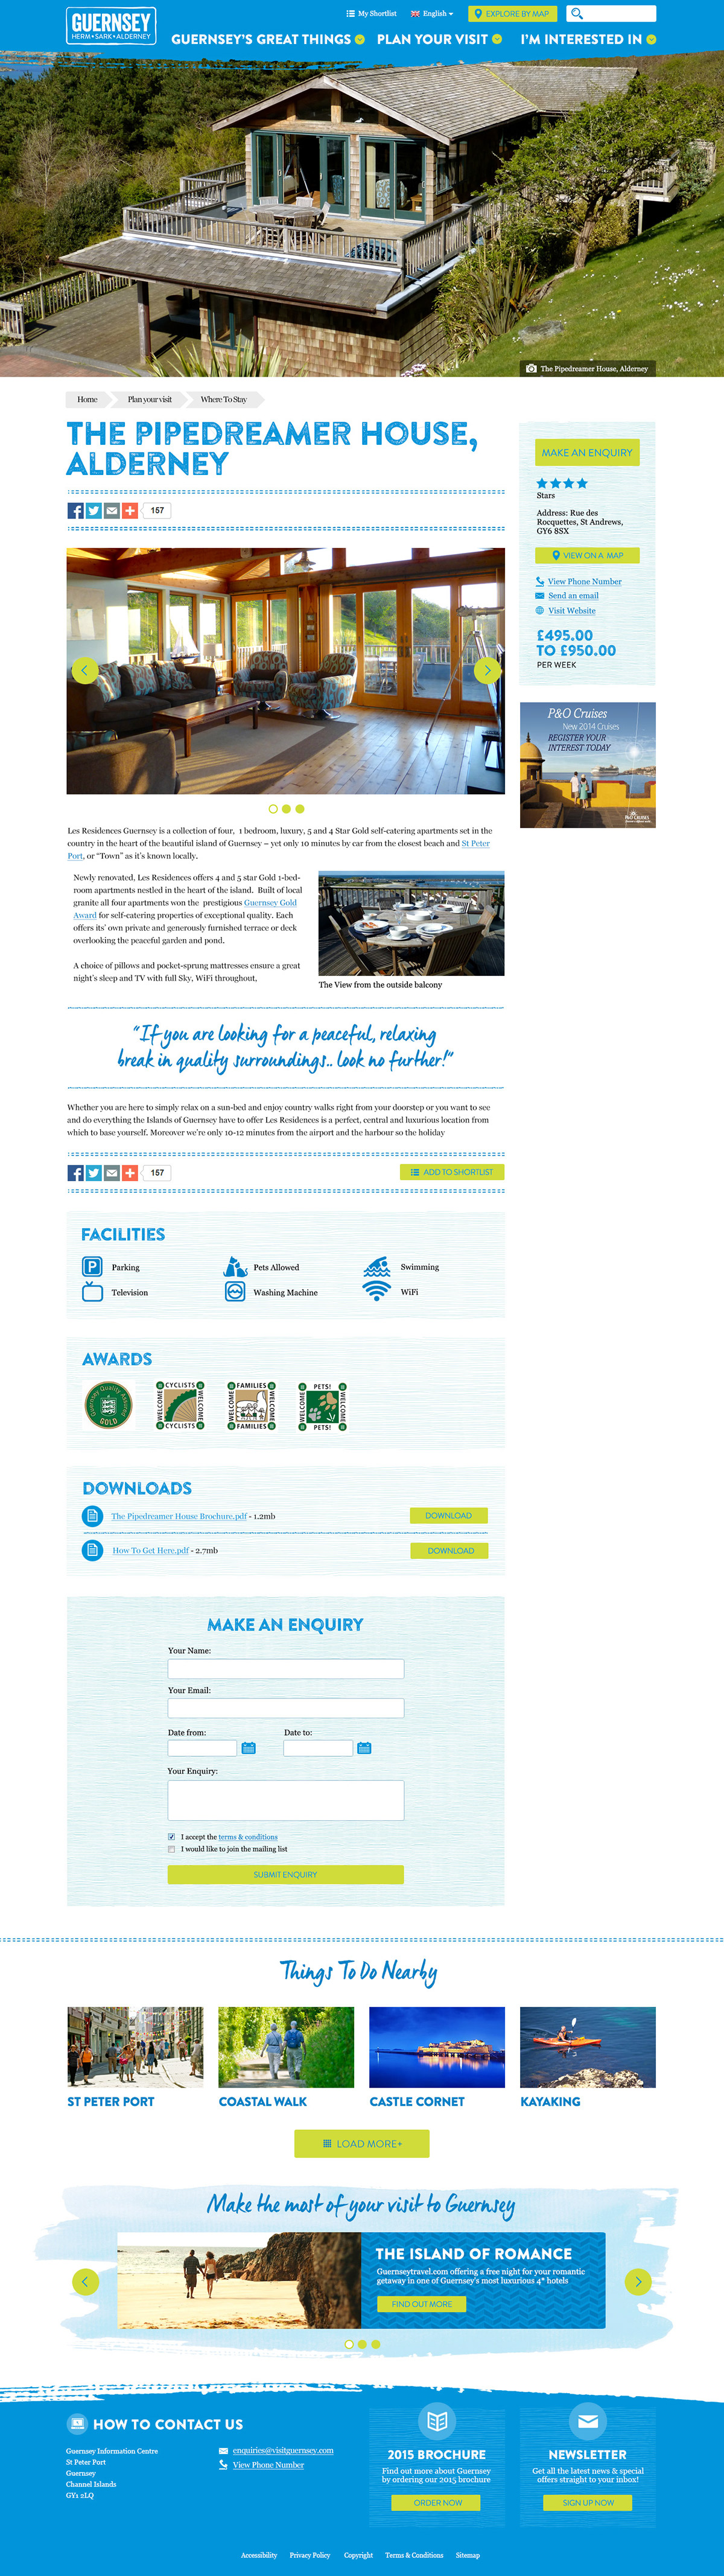 GUERNSEY
HERM • SARK • ALDERNEY
My Shortlist
English
EXPLORE BY MAP
GUERNSEY'S GREAT THINGS
PLAN YOUR VISIT
I'M INTERESTED IN
The Pipedreamer House, Alderney
Home
Plan your visit
Where To Stay
THE PIPEDREAMER HOUSE,
ALDERNEY
157
MAKE AN ENQUIRY
Stars
Address: Rue des
Rocquettes, St Andrews,
GY6 8SX
VIEW ON A MAP
View Phone Number
Send an email
Visit Website
£495.00
TO £950.00
PER WEEK
P&O Cruises
New 2014 Cruises
REGISTER YOUR
INTEREST TODAY
P&O CRUISES
Les Residences Guernsey is a collection of four, 1 bedroom, luxury, 5 and 4 Star Gold self-catering apartments set in the
country in the heart of the beautiful island of Guernsey – yet only 10 minutes by car from the closest beach and St Peter
Port, or “Town” as it's known locally.
Newly renovated, Les Residences offers 4 and 5 star Gold 1-bed-
room apartments nestled in the heart of the island. Built of local
granite all four apartments won the prestigious Guernsey Gold
Award for self-catering properties of exceptional quality. Each
offers its' own private and generously furnished terrace or deck
overlooking the peaceful garden and pond.
A choice of pillows and pocket-sprung mattresses ensure a great
night's sleep and TV with full Sky, WiFi throughout,
The View from the outside balcony
“If you are looking for a peaceful, relaxing
break in quality surroundings.. look no further!”
Whether you are here to simply relax on a sun-bed and enjoy country walks right from your doorstep or you want to see
and do everything the Islands of Guernsey have to offer Les Residences is a perfect, central and luxurious location from
which to base yourself. Moreover we're only 10-12 minutes from the airport and the harbour so the holiday
157
ADD TO SHORTLIST
FACILITIES
P
Parking
Pets Allowed
Swimming
Television
Washing Machine
WiFi
AWARDS
Guernsey Quality Assured
GOLD
CYCLISTS
WELCOME
WELCOME
CYCLISTS
FAMILIES
WELCOME
WELCOME
FAMILIES
PETS!
WELCOME
WELCOME
PETS!
DOWNLOADS
The Pipedreamer House Brochure.pdf - 1.2mb
DOWNLOAD
How To Get Here.pdf - 2.7mb
DOWNLOAD
MAKE AN ENQUIRY
Your Name:
Your Email:
Date from:
Date to:
Your Enquiry:
I accept the terms & conditions
I would like to join the mailing list
SUBMIT ENQUIRY
Things To Do Nearby
ST PETER PORT
COASTAL WALK
CASTLE CORNET
KAYAKING
LOAD MORE+
Make the most of your visit to Guernsey
THE ISLAND OF ROMANCE
Guernseytravel.com offering a free night for your romantic
getaway in one of Guernsey's most luxurious 4* hotels
FIND OUT MORE
HOW TO CONTACT US
Guernsey Information Centre
St Peter Port
Guernsey
Channel Islands
GY1 2LQ
enquiries@visitguernsey.com
View Phone Number
2015 BROCHURE
Find out more about Guernsey
by ordering our 2015 brochure
ORDER NOW
NEWSLETTER
Get all the latest news & special
offers straight to your inbox!
SIGN UP NOW
Accessibility
Privacy Policy
Copyright
Terms & Conditions
Sitemap